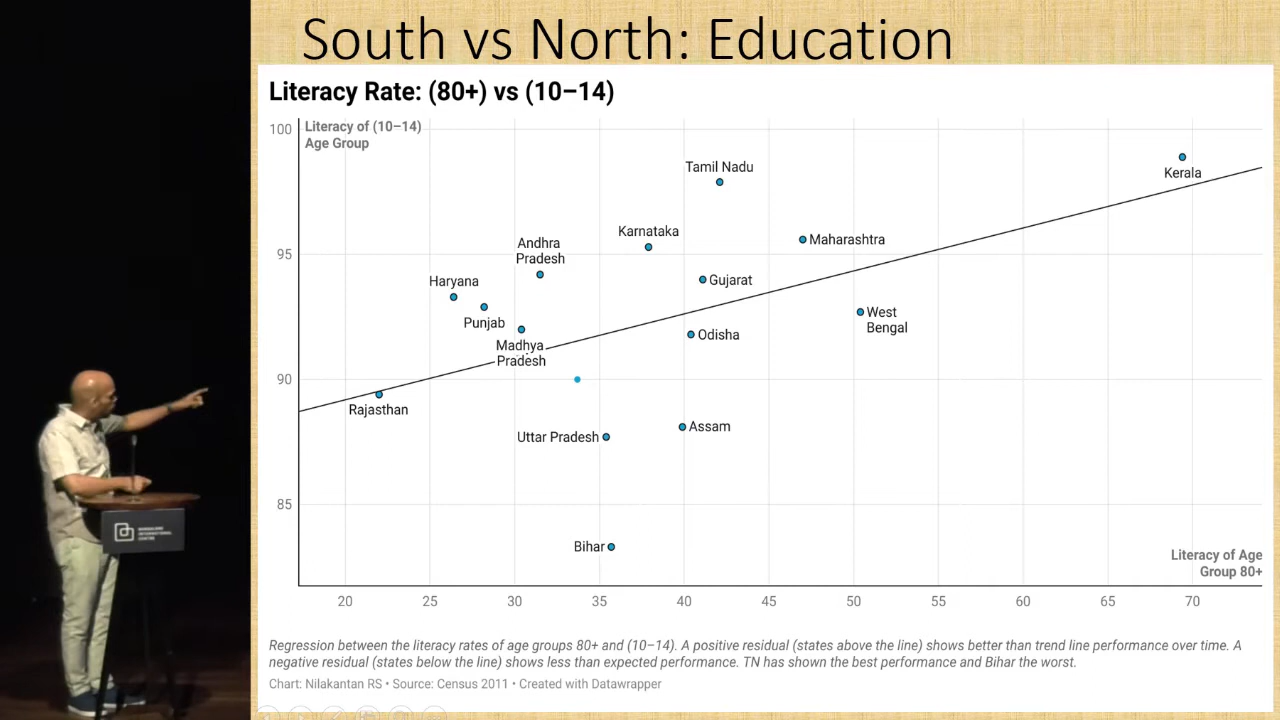 South vs North: Education
Literacy Rate: (80+) vs (10–14)
Literacy of (10–14)
Age Group
100
95
90
85
Tamil Nadu
Kerala
Karnataka
Maharashtra
Andhra
Pradesh
Haryana
Gujarat
Punjab
West
Bengal
Odisha
Madhya
Pradesh
Rajasthan
Assam
Uttar Pradesh
Bihar
Literacy of Age
Group 80+
20 25 30 35 40 45 50 55 60 65 70
Regression between the literacy rates of age groups 80+ and (10–14). A positive residual (states above the line) shows better than trend line performance over time. A
negative residual (states below the line) shows less than expected performance. TN has shown the best performance and Bihar the worst.
Chart: Nilakantan RS • Source: Census 2011 • Created with Datawrapper
BANGALORE
INTERNATIONAL
CENTRE